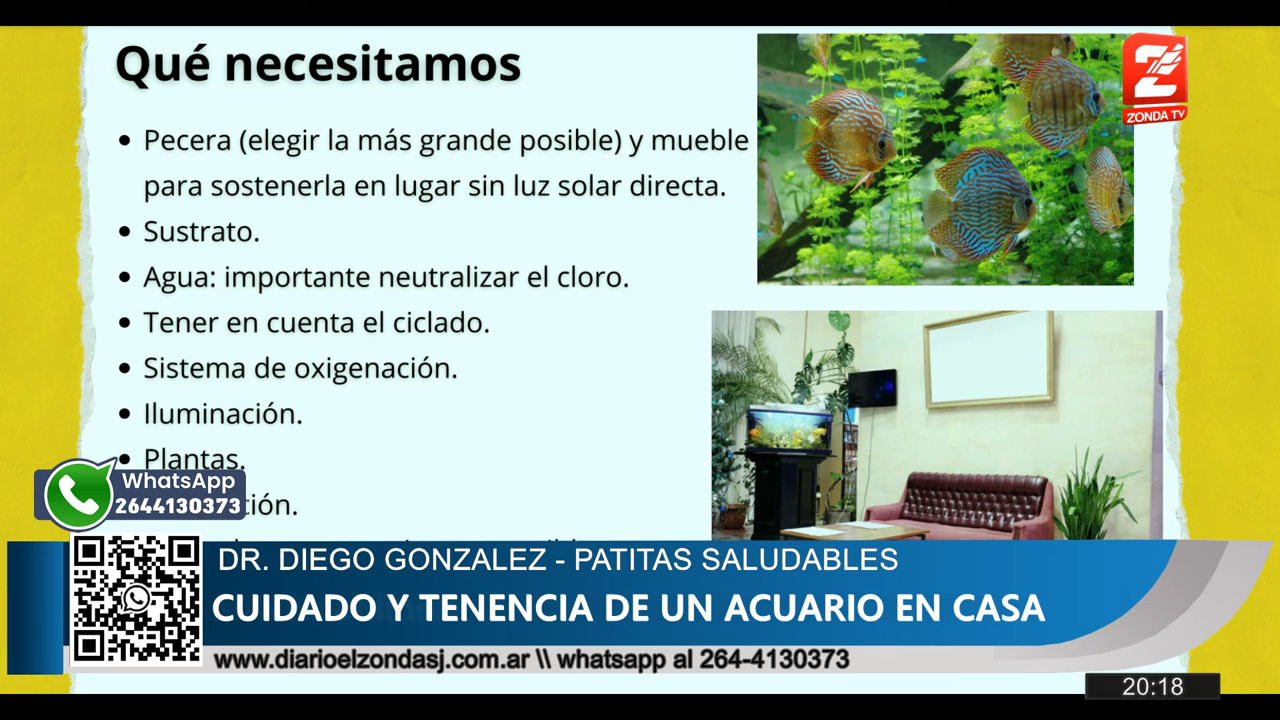 Qué necesitamos
• Pecera (elegir la más grande posible) y mueble
para sostenerla en lugar sin luz solar directa.
• Sustrato.
• Agua: importante neutralizar el cloro.
• Tener en cuenta el ciclado.
• Sistema de oxigenación.
• Iluminación.
• Plantas.
ZONDA TV
WhatsApp
2644130373
DR. DIEGO GONZALEZ - PATITAS SALUDABLES
CUIDADO Y TENENCIA DE UN ACUARIO EN CASA
www.diarioelzondasj.com.ar \\ whatsapp al 264-4130373
20:18